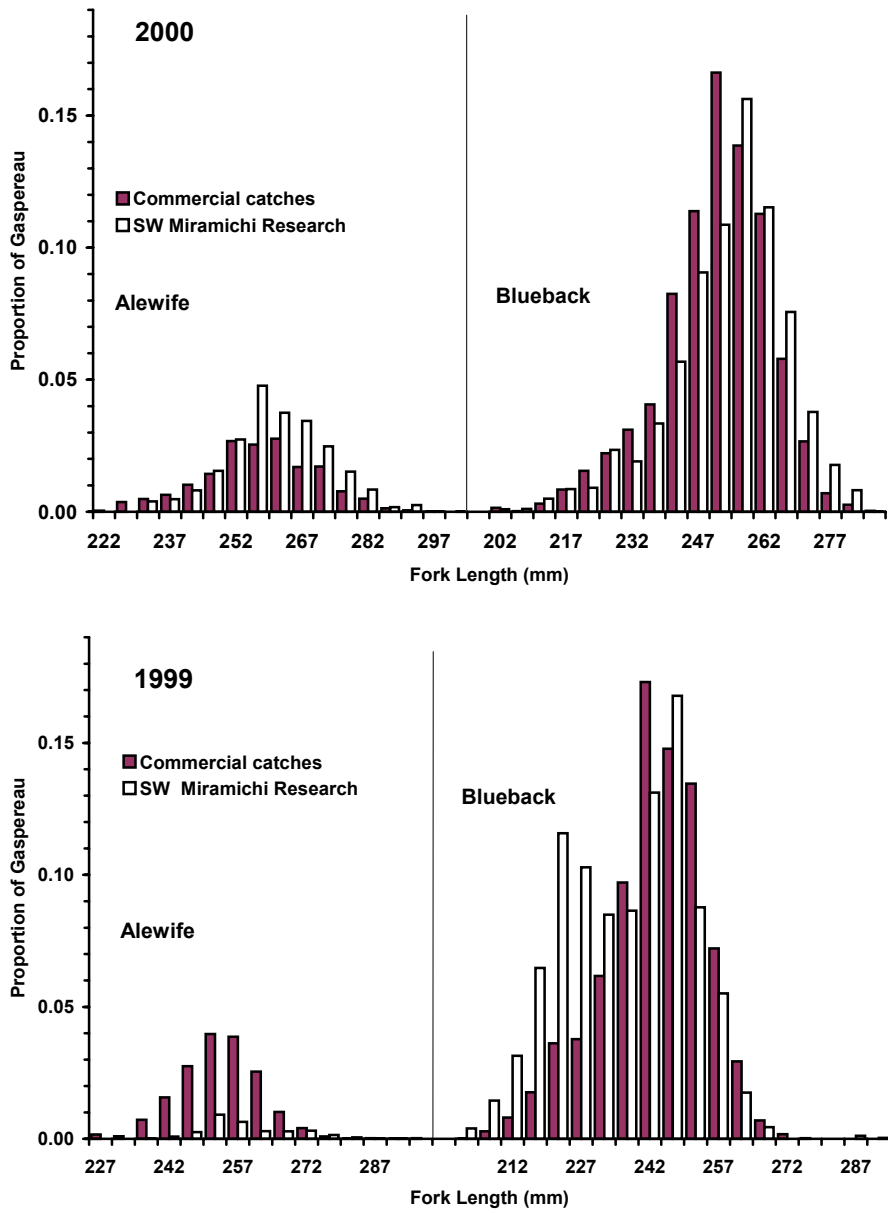 2000
0.15
0.10
0.05
0.00
Proportion of Gaspereau
Commercial catches
SW Miramichi Research
Alewife
Blueback
222 237 252 267 282 297 202 217 232 247 262 277
Fork Length (mm)
1999
0.15
0.10
0.05
0.00
Proportion of Gaspereau
Commercial catches
SW Miramichi Research
Alewife
Blueback
227 242 257 272 287 212 227 242 257 272 287
Fork Length (mm)